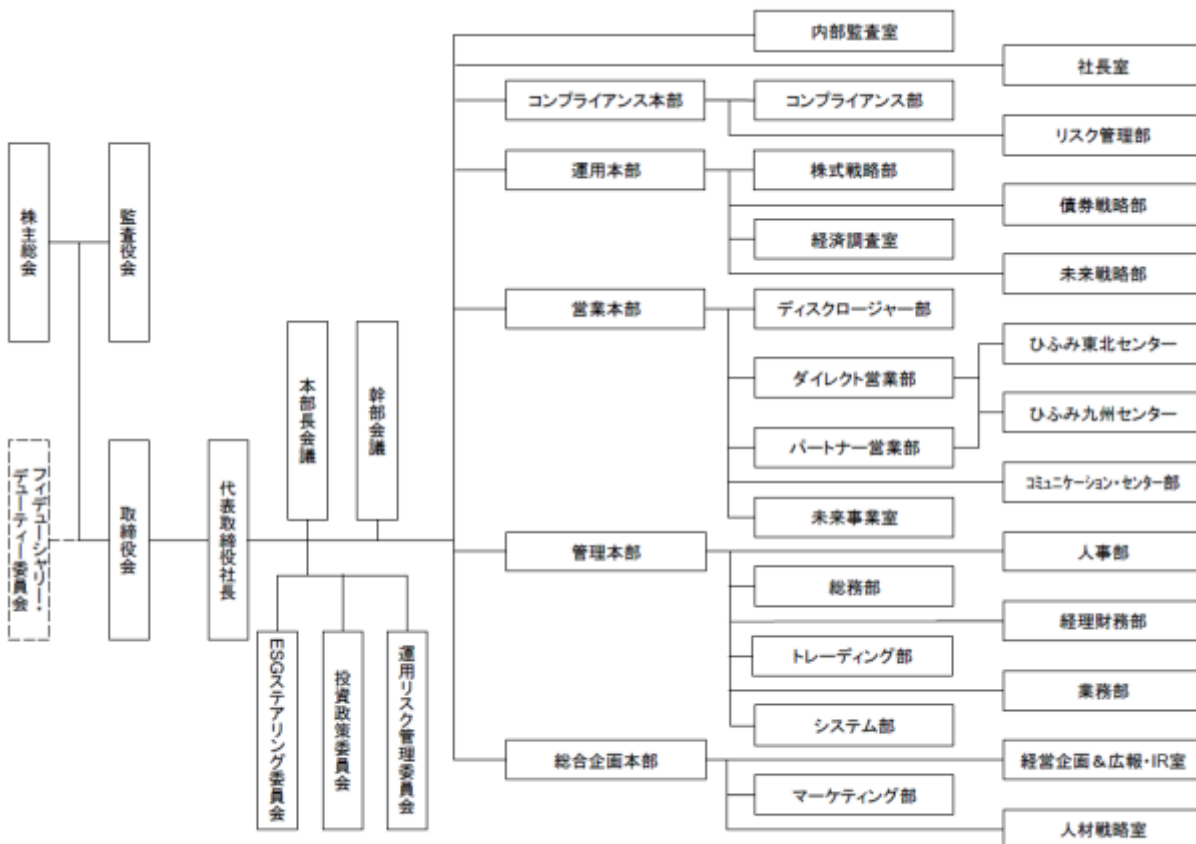 株主総会
監査役会
フィデューシャリー・
デューティー委員会
取締役会
代表取締役社長
本部長会議
幹部会議
ESGステアリング委員会
投資政策委員会
運用リスク管理委員会
内部監査室
社長室
コンプライアンス本部
コンプライアンス部
リスク管理部
運用本部
株式戦略部
債券戦略部
経済調査室
未来戦略部
営業本部
ディスクロージャー部
ひふみ東北センター
ダイレクト営業部
ひふみ九州センター
パートナー営業部
コミュニケーション・センター部
未来事業室
管理本部
人事部
総務部
経理財務部
トレーディング部
業務部
システム部
総合企画本部
経営企画&広報・IR室
マーケティング部
人材戦略室